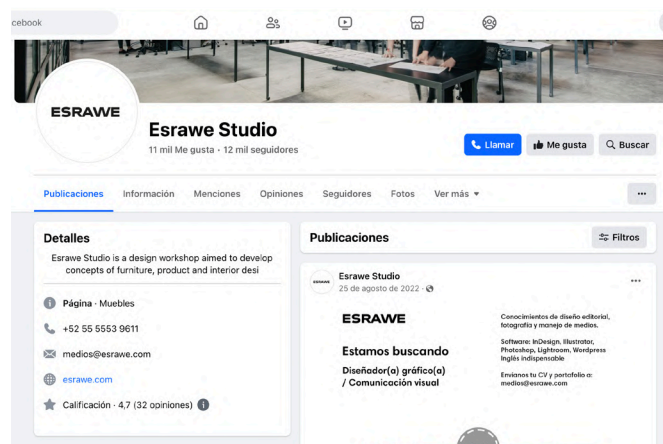 cebook
ESRAWE
Esrawe Studio
11 mil Me gusta · 12 mil seguidores
Llamar
Me gusta
Buscar
Publicaciones
Información
Menciones
Opiniones
Seguidores
Fotos
Ver más
Detalles
Esrawe Studio is a design workshop aimed to develop
concepts of furniture, product and interior desi
Página · Muebles
+52 55 5553 9611
medios@esrawe.com
esrawe.com
Calificación · 4,7 (32 opiniones)
Publicaciones
Filtros
ESRAWE
Esrawe Studio
25 de agosto de 2022 ·
ESRAWE
Estamos buscando
Diseñador(a) gráfico(a)
/ Comunicación visual
Conocimientos de diseño editorial,
fotografía y manejo de medios.
Software: InDesign, Illustrator,
Photoshop, Lightroom, Wordpress
Inglés indispensable
Envíanos tu CV y portafolio a:
medios@esrawe.com